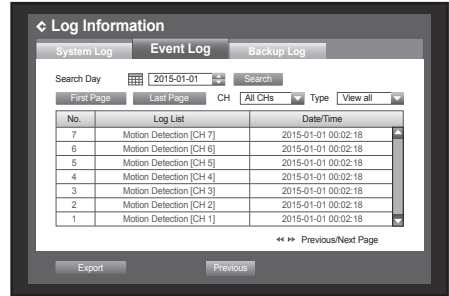 Log Information
System Log Event Log Backup Log
Search Day 2015-01-01 Search
First Page Last Page CH All CHs Type View all
No. Log List Date/Time
7 Motion Detection [CH 7] 2015-01-01 00:02:18
6 Motion Detection [CH 6] 2015-01-01 00:02:18
5 Motion Detection [CH 5] 2015-01-01 00:02:18
4 Motion Detection [CH 4] 2015-01-01 00:02:18
3 Motion Detection [CH 3] 2015-01-01 00:02:18
2 Motion Detection [CH 2] 2015-01-01 00:02:18
1 Motion Detection [CH 1] 2015-01-01 00:02:18
Previous/Next Page
Export Previous